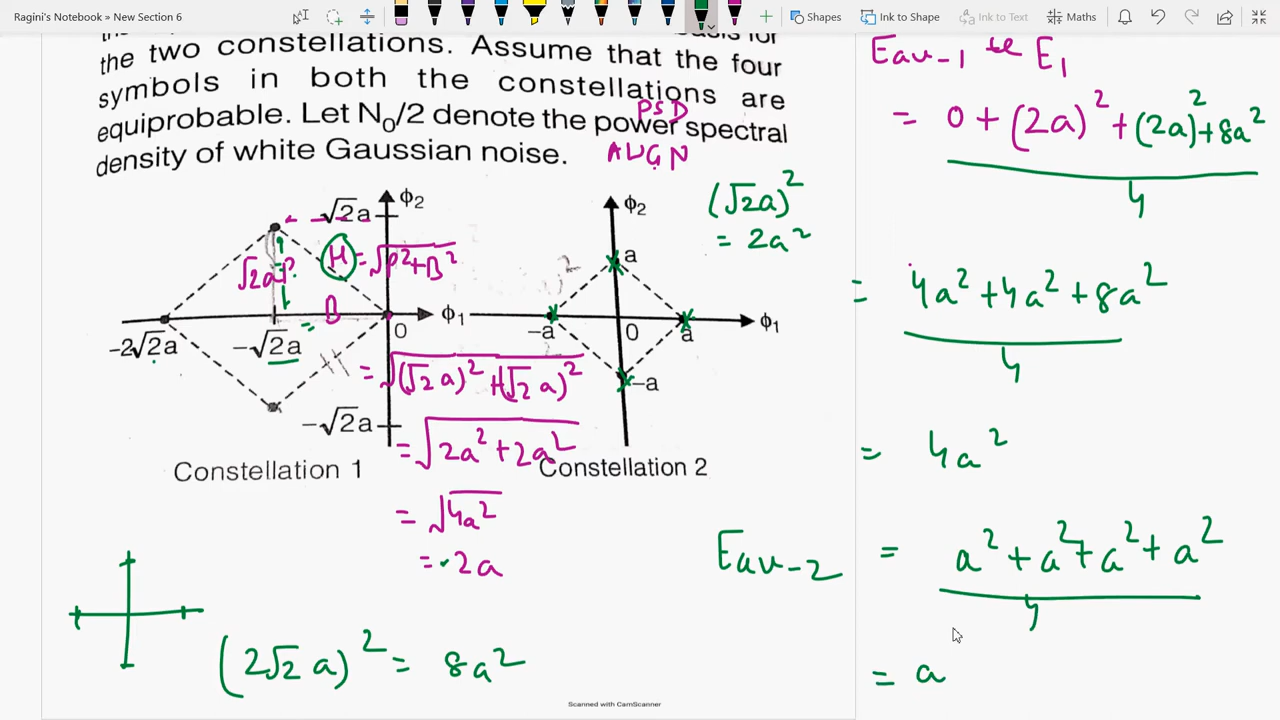 Ragini's Notebook » New Section 6
Shapes
Ink to Shape
Ink to Text
Maths
the two constellations. Assume that the four
symbols in both the constellations are
equiprobable. Let N₀/2 denote the power spectral
PSD
density of white Gaussian noise.
AWGN
√2a
ϕ₂
H = √P²+B²
√2a P
B
ϕ₁
0
-2√2a
-√2a
-√2a
Constellation 1
= √(√2a)²+(√2a)²
= √2a²+2a²
= √4a²
= 2a
(2√2 a)² = 8a²
(√2a)²
= 2a²
ϕ₂
a
-a
0
a
ϕ₁
-a
Constellation 2
Eav-1 E₁
= 0 + (2a)² + (2a)² + 8a²
4
= 4a² + 4a² + 8a²
4
= 4a²
Eav-2 = a² + a² + a² + a²
4
= a
Scanned with CamScanner